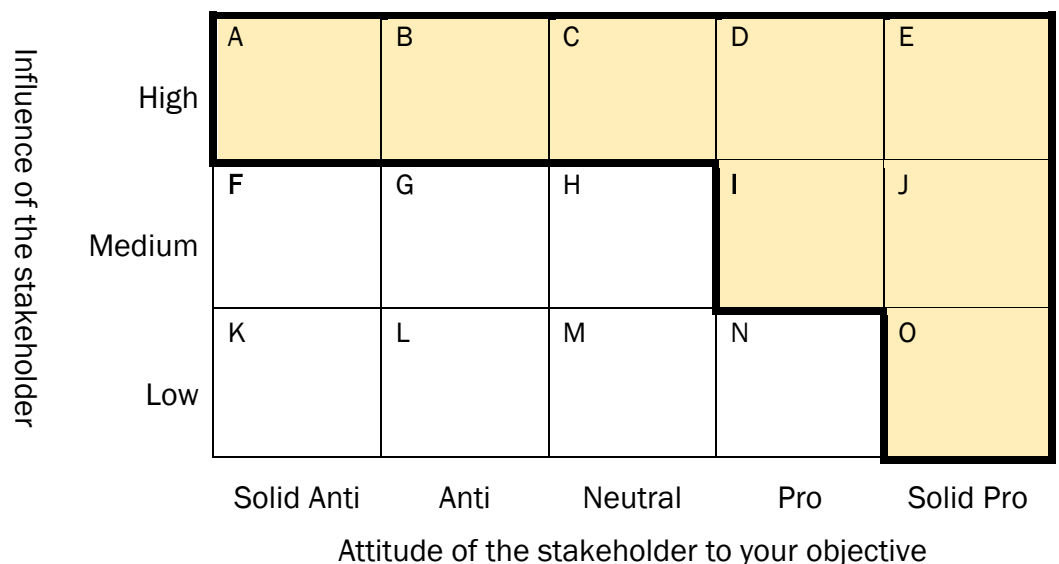 Influence of the stakeholder
A B C D E
High
F G H I J
Medium
K L M N O
Low
Solid Anti Anti Neutral Pro Solid Pro
Attitude of the stakeholder to your objective